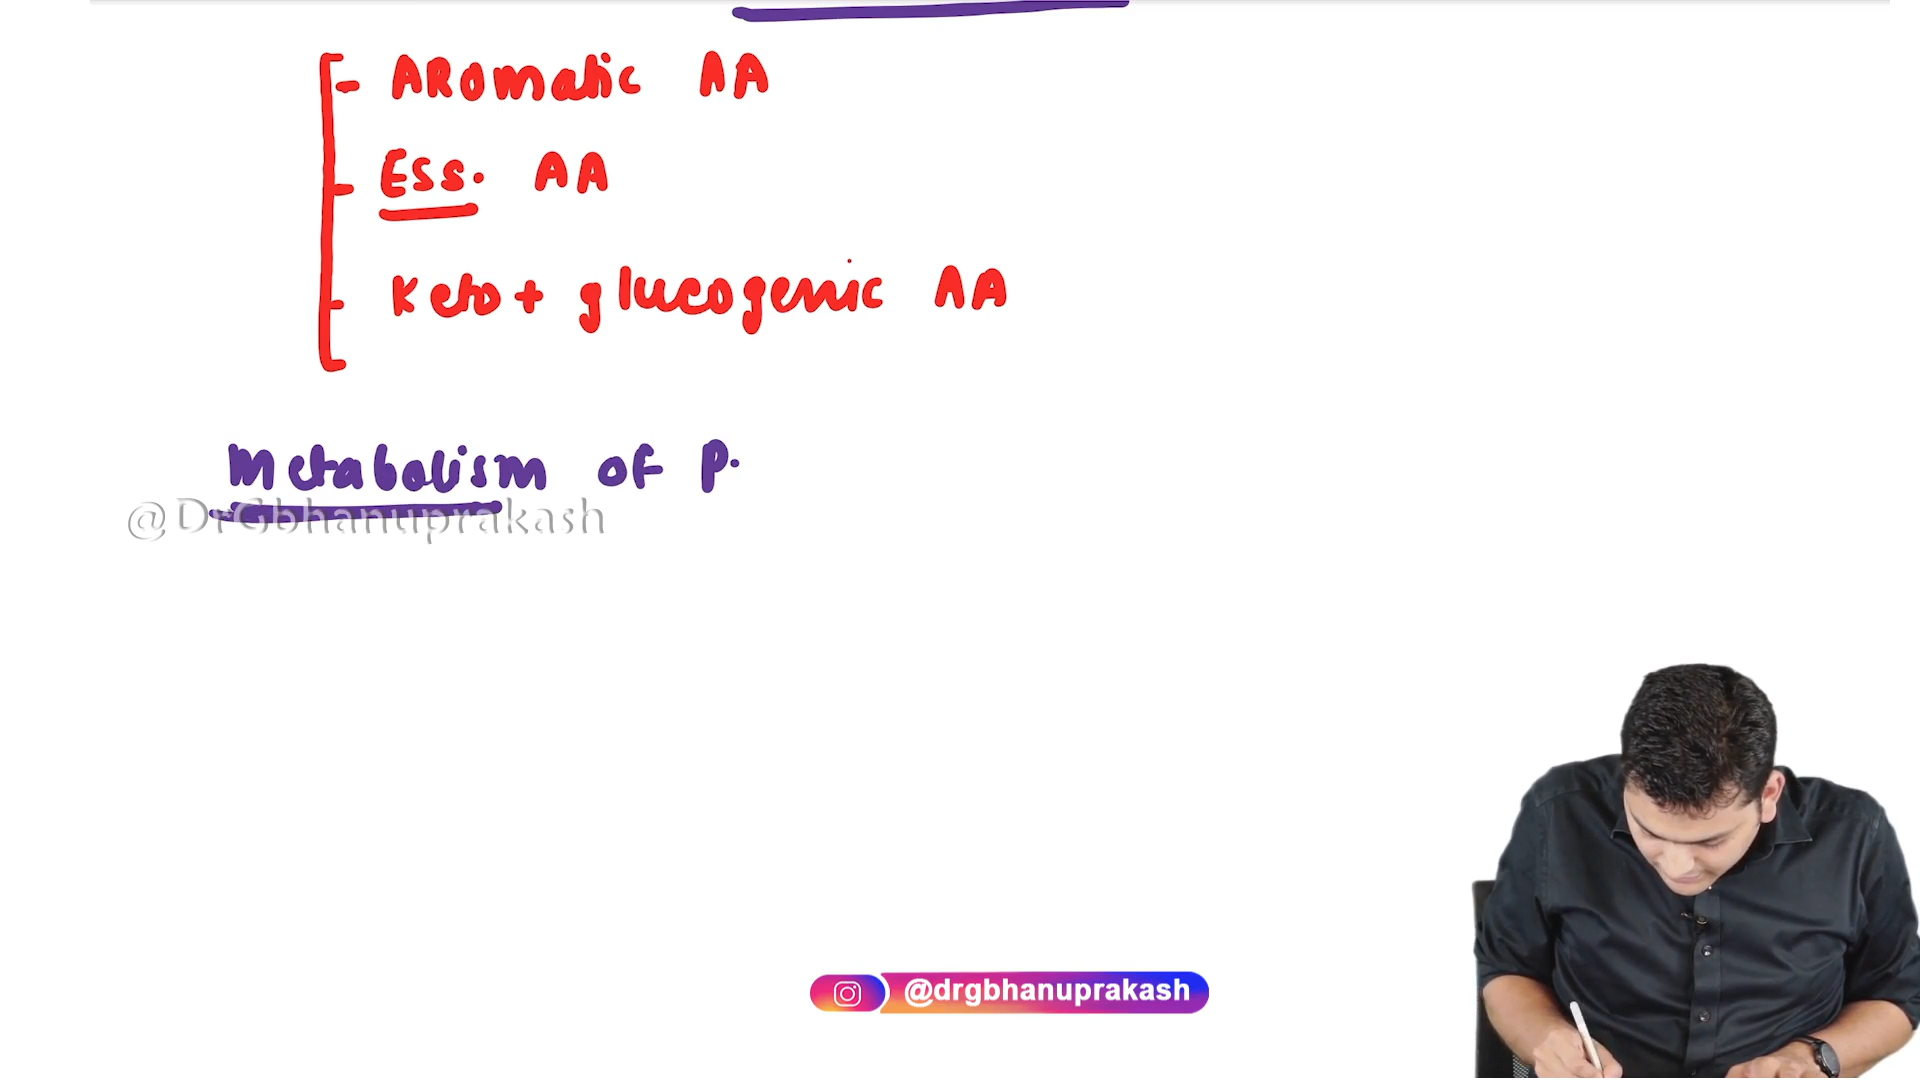 - ARomatic AA
- Ess. AA
- Keto + glucogenic AA
Metabolism of P.
@DrGbhanuprakash
@drgbhanuprakash